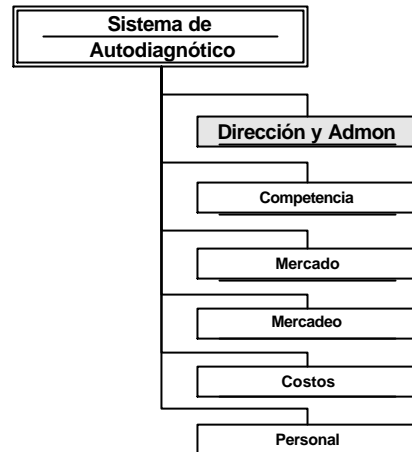 Sistema de
Autodiagnótico
Dirección y Admon
Competencia
Mercado
Mercadeo
Costos
Personal